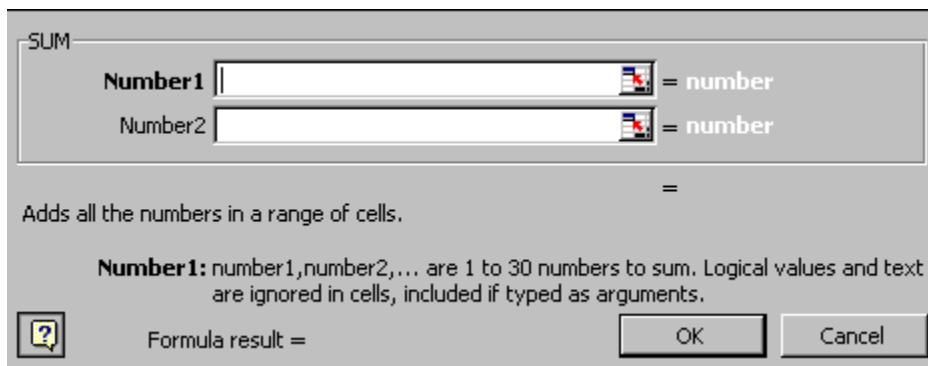 SUM
Number1 = number
Number2 = number
=
Adds all the numbers in a range of cells.
Number1: number1,number2,... are 1 to 30 numbers to sum. Logical values and text
are ignored in cells, included if typed as arguments.
? Formula result = OK Cancel